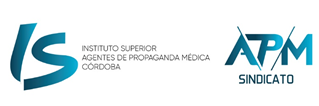 IS
INSTITUTO SUPERIOR
AGENTES DE PROPAGANDA MÉDICA
CÓRDOBA
APM
SINDICATO